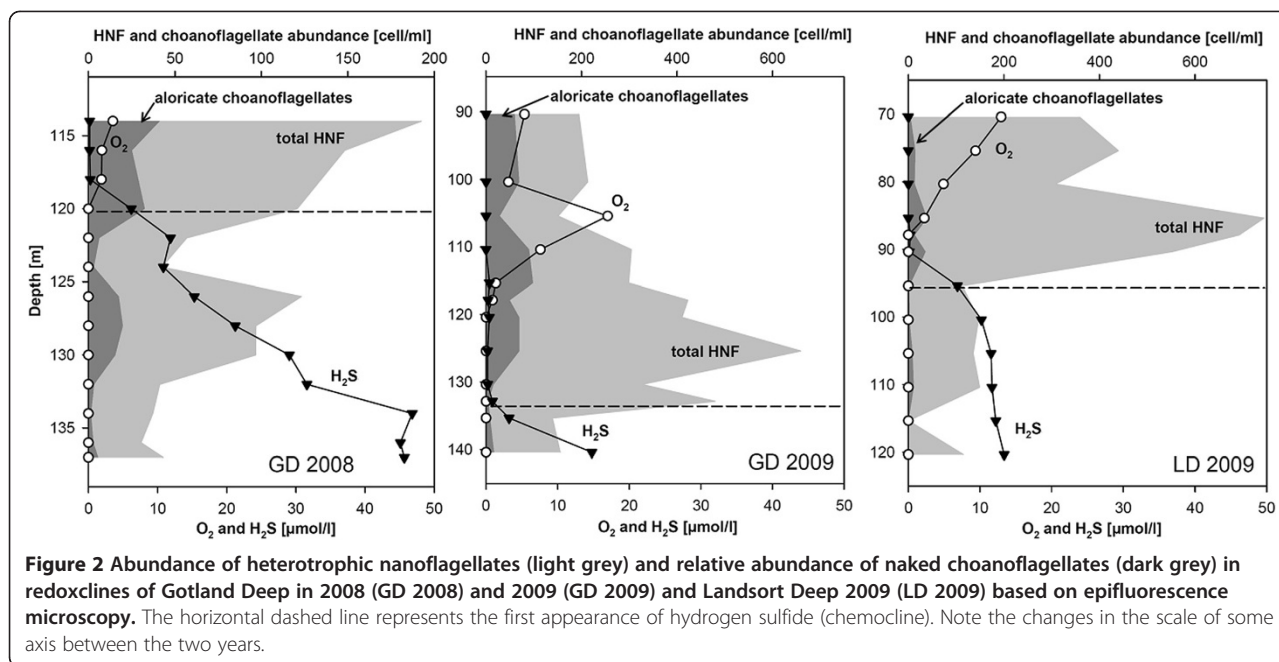 HNF and choanoflagellate abundance [cell/ml]
0 50 100 150 200
aloricate choanoflagellates
total HNF
O₂
115
120
125
130
135
Depth [m]
H₂S
GD 2008
0 10 20 30 40 50
O₂ and H₂S [µmol/l]
HNF and choanoflagellate abundance [cell/ml]
0 200 400 600
90
aloricate choanoflagellates
100
O₂
110
120
total HNF
130
H₂S
140
GD 2009
0 10 20 30 40 50
O₂ and H₂S [µmol/l]
HNF and choanoflagellate abundance [cell/ml]
0 200 400 600
70
aloricate choanoflagellates
O₂
80
total HNF
90
100
110
H₂S
120
LD 2009
0 10 20 30 40 50
O₂ and H₂S [µmol/l]
Figure 2 Abundance of heterotrophic nanoflagellates (light grey) and relative abundance of naked choanoflagellates (dark grey) in
redoxclines of Gotland Deep in 2008 (GD 2008) and 2009 (GD 2009) and Landsort Deep 2009 (LD 2009) based on epifluorescence
microscopy. The horizontal dashed line represents the first appearance of hydrogen sulfide (chemocline). Note the changes in the scale of some
axis between the two years.